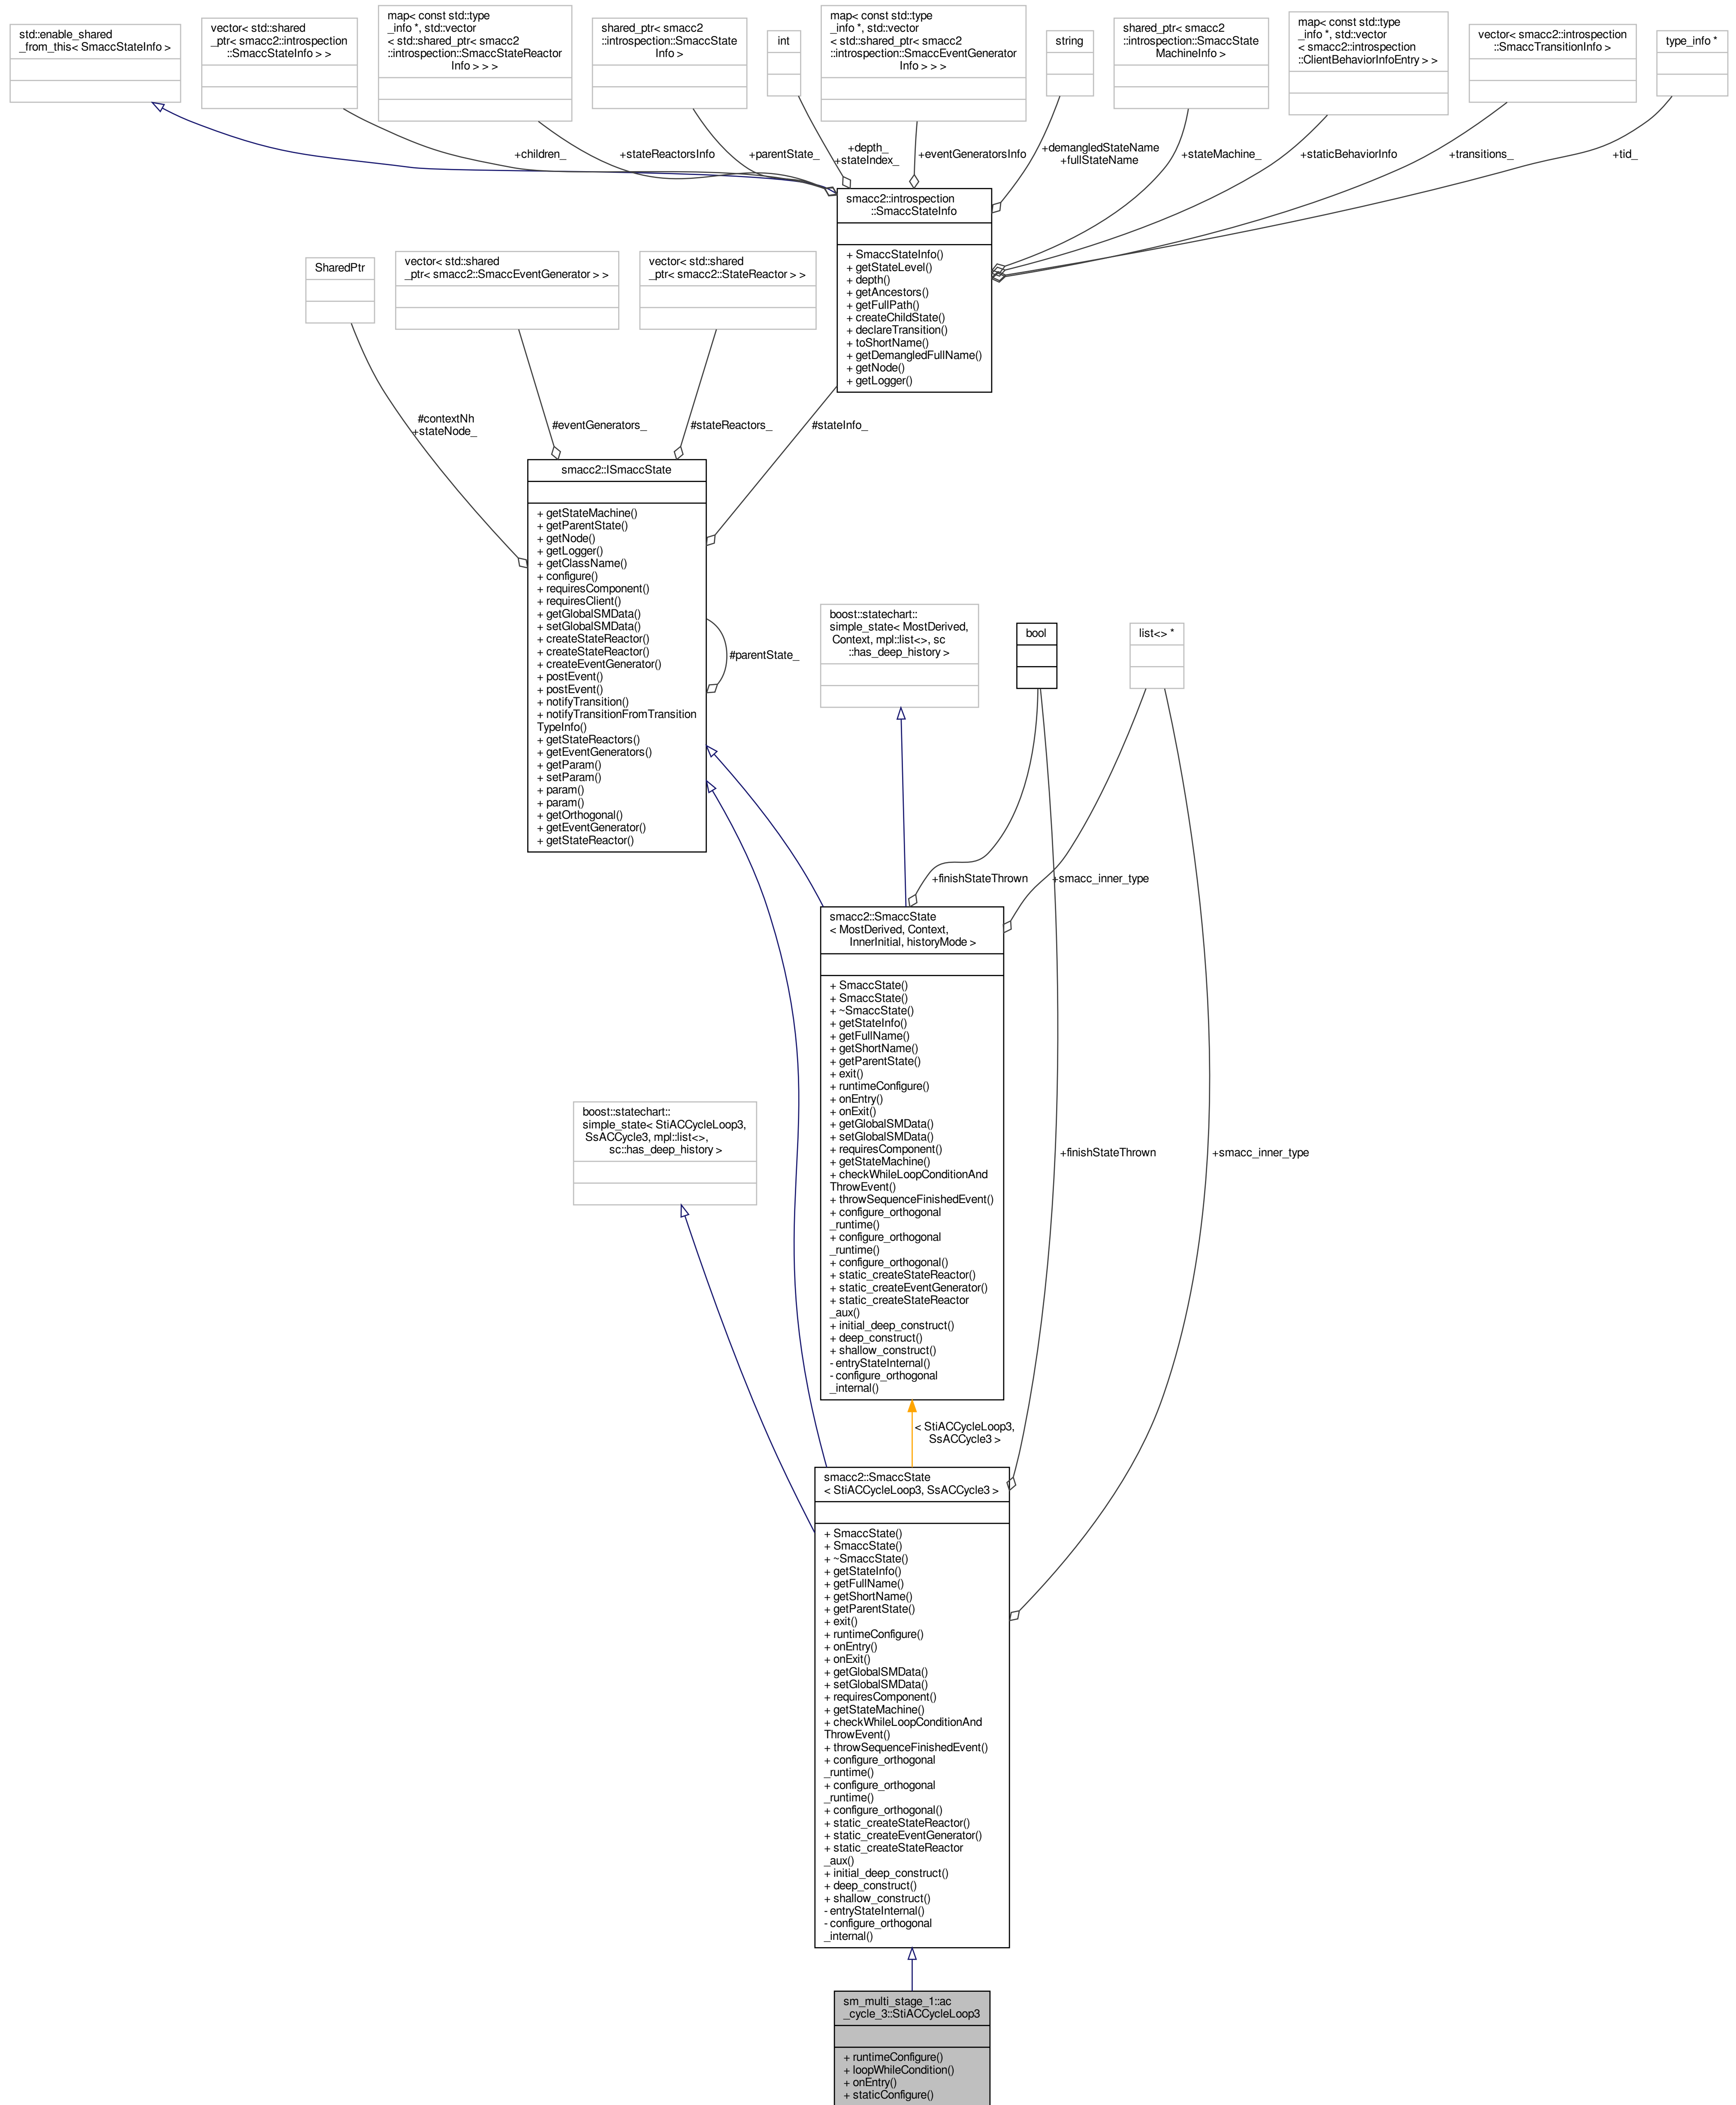 std::enable_shared
_from_this< SmaccStateInfo >
vector< std::shared
_ptr< smacc2::introspection
::SmaccStateInfo > >
map< const std::type
_info *, std::vector
< std::shared_ptr< smacc2
::introspection::SmaccStateReactor
Info > > >
shared_ptr< smacc2
::introspection::SmaccState
Info >
int
map< const std::type
_info *, std::vector
< std::shared_ptr< smacc2
::introspection::SmaccEventGenerator
Info > > >
string
shared_ptr< smacc2
::introspection::SmaccState
MachineInfo >
map< const std::type
_info *, std::vector
< smacc2::introspection
::ClientBehaviorInfoEntry > >
vector< smacc2::introspection
::SmaccTransitionInfo >
type_info *
+children_
+stateReactorsInfo
+parentState_
+depth_
+stateIndex_
+eventGeneratorsInfo
+demangledStateName
+fullStateName
+stateMachine_
+staticBehaviorInfo
+transitions_
+tid_
smacc2::introspection
::SmaccStateInfo
+ SmaccStateInfo()
+ getStateLevel()
+ depth()
+ getAncestors()
+ getFullPath()
+ createChildState()
+ declareTransition()
+ toShortName()
+ getDemangledFullName()
+ getNode()
+ getLogger()
SharedPtr
vector< std::shared
_ptr< smacc2::SmaccEventGenerator > >
vector< std::shared
_ptr< smacc2::StateReactor > >
#contextNh
+stateNode_
#eventGenerators_
#stateReactors_
#stateInfo_
smacc2::ISmaccState
+ getStateMachine()
+ getParentState()
+ getNode()
+ getLogger()
+ getClassName()
+ configure()
+ requiresComponent()
+ requiresClient()
+ getGlobalSMData()
+ setGlobalSMData()
+ createStateReactor()
+ createStateReactor()
+ createEventGenerator()
+ postEvent()
+ postEvent()
+ notifyTransition()
+ notifyTransitionFromTransition
TypeInfo()
+ getStateReactors()
+ getEventGenerators()
+ getParam()
+ setParam()
+ param()
+ param()
+ getOrthogonal()
+ getEventGenerator()
+ getStateReactor()
#parentState_
boost::statechart::
simple_state< MostDerived,
Context, mpl::list<>, sc
::has_deep_history >
bool
list<> *
+finishStateThrown
+smacc_inner_type
smacc2::SmaccState
< MostDerived, Context,
InnerInitial, historyMode >
+ SmaccState()
+ SmaccState()
+ ~SmaccState()
+ getStateInfo()
+ getFullName()
+ getShortName()
+ getParentState()
+ exit()
+ runtimeConfigure()
+ onEntry()
+ onExit()
+ getGlobalSMData()
+ setGlobalSMData()
+ requiresComponent()
+ getStateMachine()
+ checkWhileLoopConditionAnd
ThrowEvent()
+ throwSequenceFinishedEvent()
+ configure_orthogonal
_runtime()
+ configure_orthogonal
_runtime()
+ configure_orthogonal()
+ static_createStateReactor()
+ static_createEventGenerator()
+ static_createStateReactor
_aux()
+ initial_deep_construct()
+ deep_construct()
+ shallow_construct()
- entryStateInternal()
- configure_orthogonal
_internal()
boost::statechart::
simple_state< StiACCycleLoop3,
SsACCycle3, mpl::list<>,
sc::has_deep_history >
+finishStateThrown
+smacc_inner_type
< StiACCycleLoop3,
SsACCycle3 >
smacc2::SmaccState
< StiACCycleLoop3, SsACCycle3 >
+ SmaccState()
+ SmaccState()
+ ~SmaccState()
+ getStateInfo()
+ getFullName()
+ getShortName()
+ getParentState()
+ exit()
+ runtimeConfigure()
+ onEntry()
+ onExit()
+ getGlobalSMData()
+ setGlobalSMData()
+ requiresComponent()
+ getStateMachine()
+ checkWhileLoopConditionAnd
ThrowEvent()
+ throwSequenceFinishedEvent()
+ configure_orthogonal
_runtime()
+ configure_orthogonal
_runtime()
+ configure_orthogonal()
+ static_createStateReactor()
+ static_createEventGenerator()
+ static_createStateReactor
_aux()
+ initial_deep_construct()
+ deep_construct()
+ shallow_construct()
- entryStateInternal()
- configure_orthogonal
_internal()
sm_multi_stage_1::ac
_cycle_3::StiACCycleLoop3
+ runtimeConfigure()
+ loopWhileCondition()
+ onEntry()
+ staticConfigure()